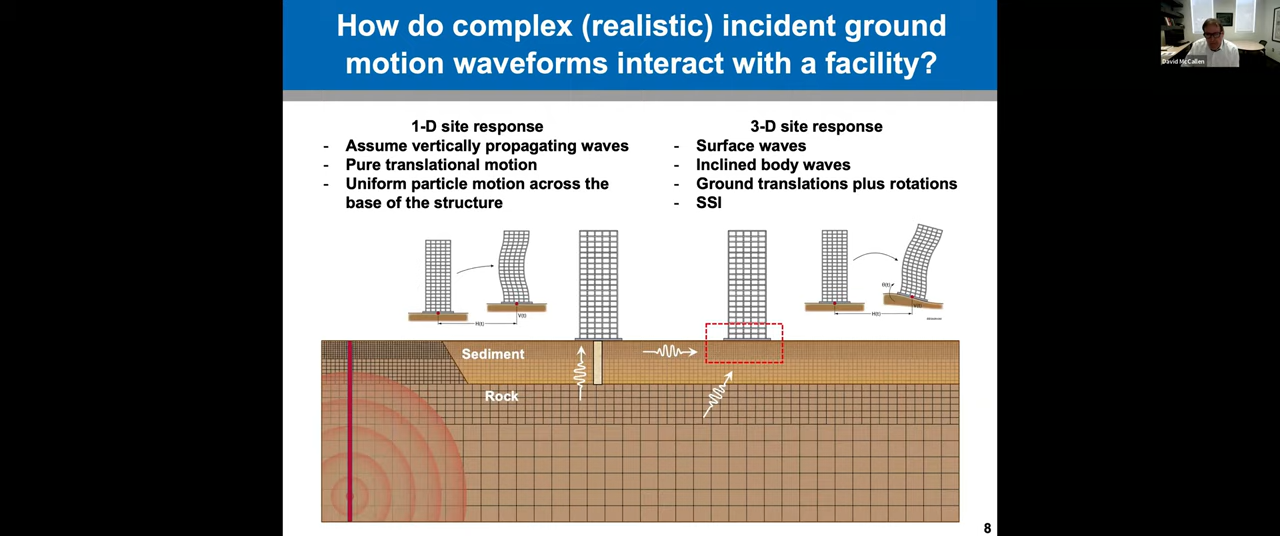 How do complex (realistic) incident ground
motion waveforms interact with a facility?
David McCallen
1-D site response
- Assume vertically propagating waves
- Pure translational motion
- Uniform particle motion across the
base of the structure
3-D site response
- Surface waves
- Inclined body waves
- Ground translations plus rotations
- SSI
H(t)
V(t)
θ(t)
H(t)
V(t)
Sediment
Rock
8